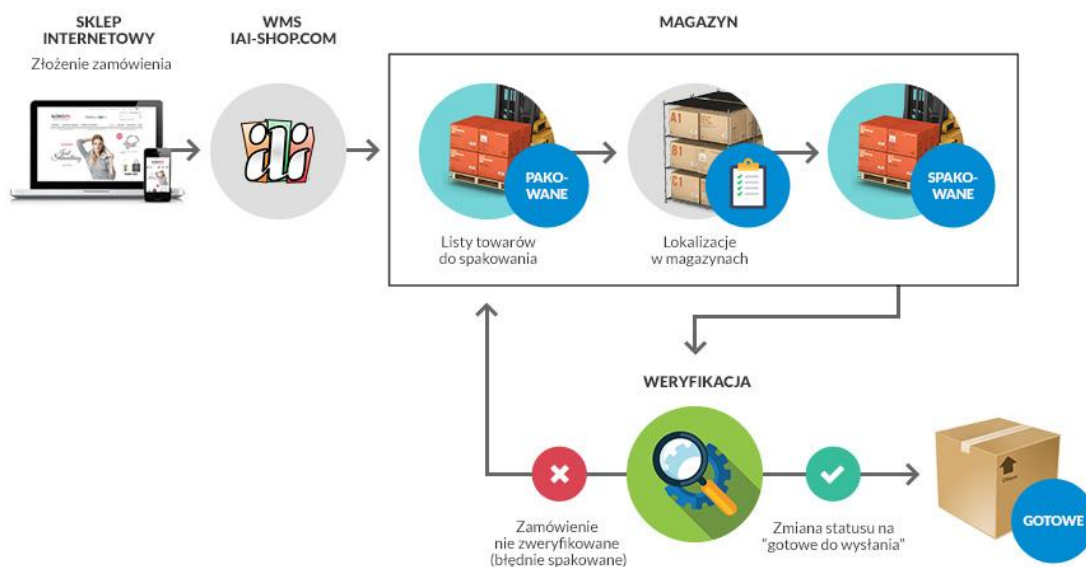 SKLEP
INTERNETOWY
Złożenie zamówienia
WMS
IAI-SHOP.COM
iai
MAGAZYN
PAKO-
WANE
Listy towarów
do spakowania
A1
B1
C1
Lokalizacje
w magazynach
SPAKO-
WANE
WERYFIKACJA
Zamówienie
nie zweryfikowane
(błędnie spakowane)
Zmiana statusu na
"gotowe do wysłania"
GOTOWE